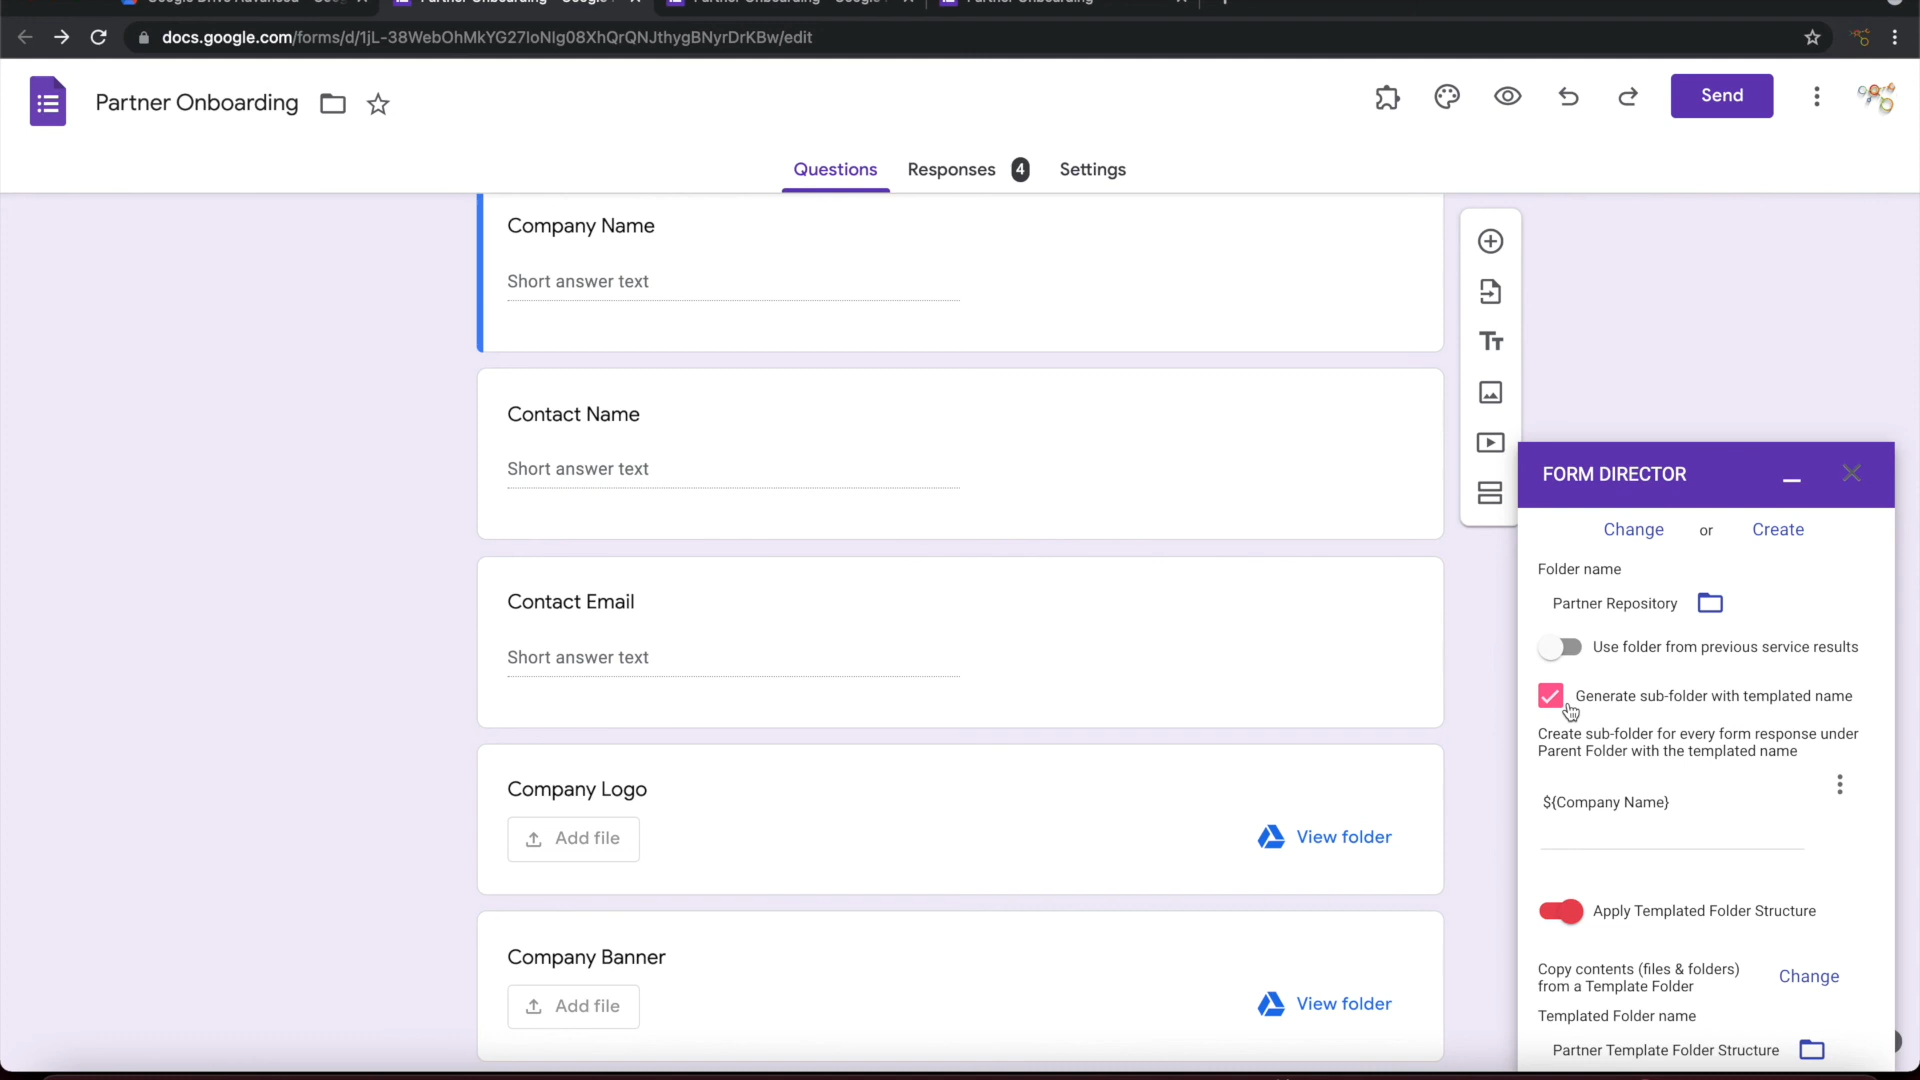 docs.google.com/forms/d/1jL-38WebOhMkYG27IoNIg08XhQrQNJthygBNyrDrKBw/edit
Partner Onboarding
Send
Questions
Responses 4
Settings
Company Name
Short answer text
Contact Name
Short answer text
Contact Email
Short answer text
Company Logo
Add file
View folder
Company Banner
Add file
View folder
Tт
FORM DIRECTOR
Change or Create
Folder name
Partner Repository
Use folder from previous service results
Generate sub-folder with templated name
Create sub-folder for every form response under
Parent Folder with the templated name
${Company Name}
Apply Templated Folder Structure
Copy contents (files & folders)
from a Template Folder
Change
Templated Folder name
Partner Template Folder Structure